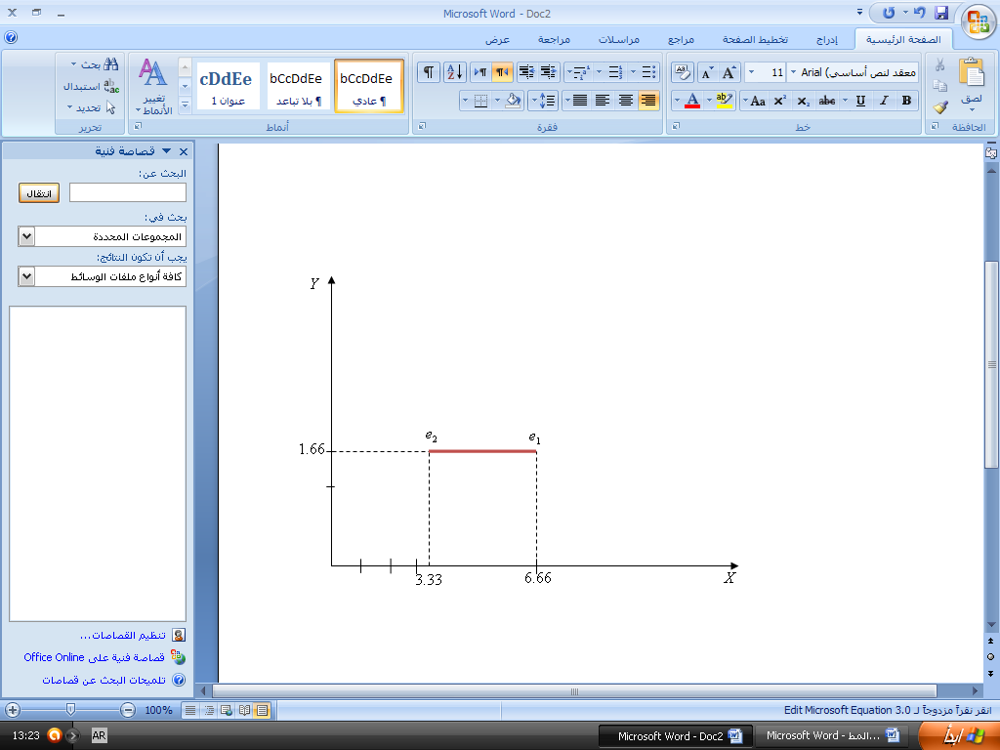 Microsoft Word - Doc2
الصفحة الرئيسية
إدراج
تخطيط الصفحة
مراجع
مراسلات
مراجعة
عرض
لصق
الحافظة
معقد لنص أساسي) Arial
11
B I U abc x₂ x² Aa ab A
خط
فقرة
bCcDdEe
¶ عادي
bCcDdEe
¶ بلا تباعد
cDdEe
عنوان 1
تغيير
الأنماط
أنماط
بحث
استبدال
تحديد
تحرير
قصاصة فنية
البحث عن:
انتقال
بحث في:
المجموعات المحددة
يجب أن تكون النتائج:
كافة أنواع ملفات الوسائط
تنظيم القصاصات...
قصاصة فنية على Office Online
تلميحات البحث عن قصاصات
Y
e₂
e₁
1.66
3.33
6.66
X
انقر نقراً مزدوجاً لـ Edit Microsoft Equation 3.0
100%
ابدأ
Microsoft Word - المط...
Microsoft Word - Doc2
AR
13:23